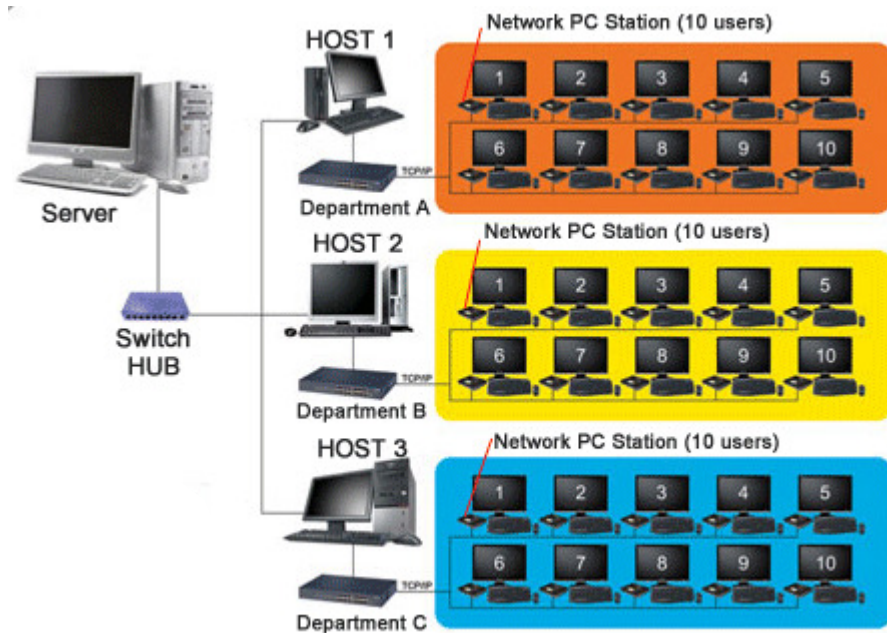 Network PC Station (10 users)
HOST 1
1 2 3 4 5
6 7 8 9 10
TCP/IP
Department A
Server
Network PC Station (10 users)
HOST 2
1 2 3 4 5
6 7 8 9 10
TCP/IP
Department B
Switch
HUB
Network PC Station (10 users)
HOST 3
1 2 3 4 5
6 7 8 9 10
TCP/IP
Department C